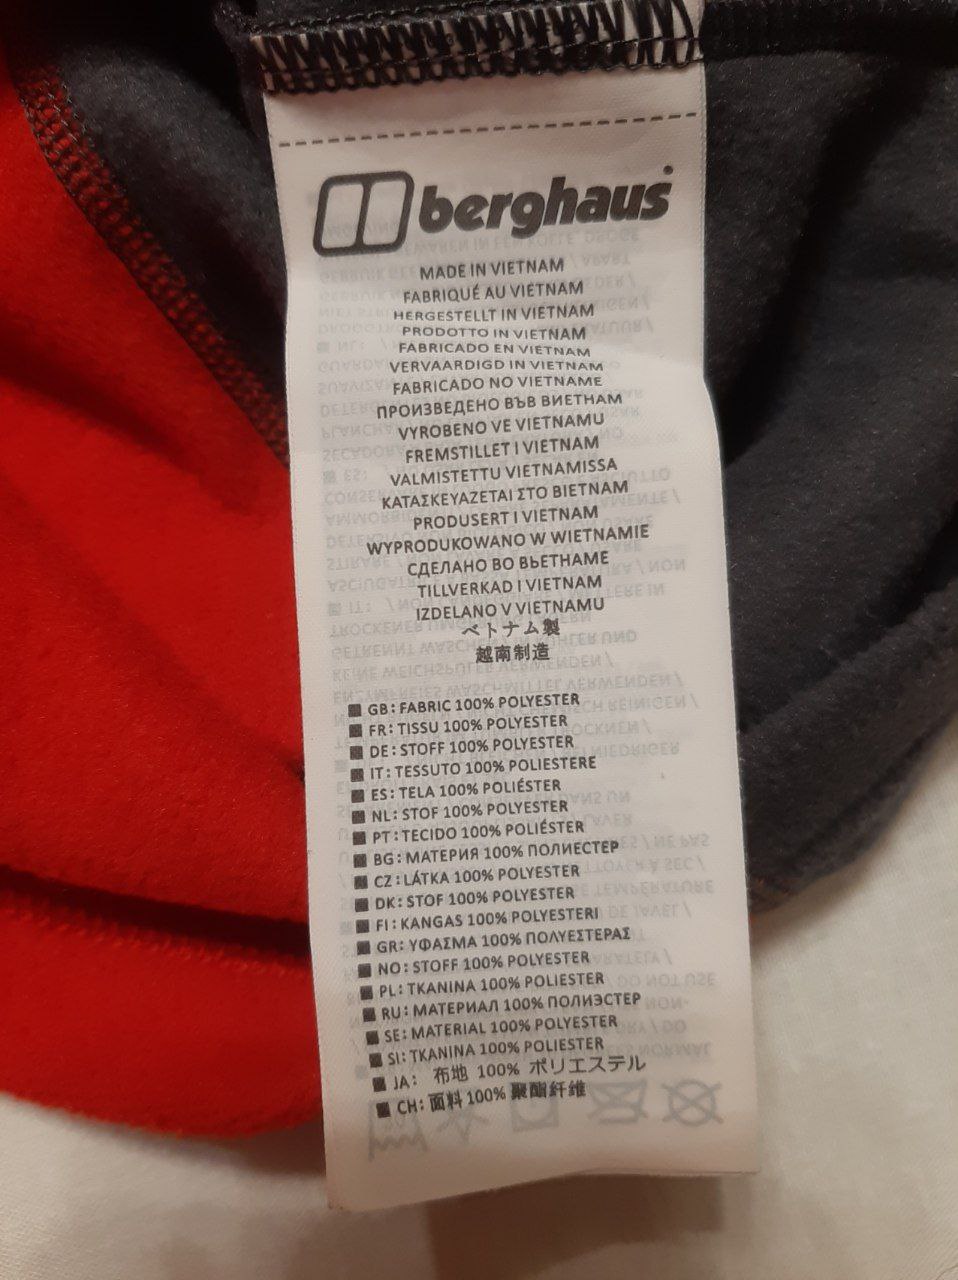 berghaus
MADE IN VIETNAM
FABRIQUÉ AU VIETNAM
HERGESTELLT IN VIETNAM
PRODOTTO IN VIETNAM
FABRICADO EN VIETNAM
VERVAARDIGD IN VIETNAM
FABRICADO NO VIETNAME
ПРОИЗВЕДЕНО ВЪВ ВИЕТНАМ
VYROBENO VE VIETNAMU
FREMSTILLET I VIETNAM
VALMISTETTU VIETNAMISSA
ΚΑΤΑΣΚΕΥΑΖΕΤΑΙ ΣΤΟ ΒΙΕΤΝΑΜ
PRODUSERT I VIETNAM
WYPRODUKOWANO W WIETNAMIE
СДЕЛАНО ВО ВЬЕТНАМЕ
TILLVERKAD I VIETNAM
IZDELANO V VIETNAMU
ベトナム製
越南制造
GB: FABRIC 100% POLYESTER
FR: TISSU 100% POLYESTER
DE: STOFF 100% POLYESTER
IT: TESSUTO 100% POLIESTERE
ES: TELA 100% POLIÉSTER
NL: STOF 100% POLYESTER
PT: TECIDO 100% POLIÉSTER
BG: МАТЕРИЯ 100% ПОЛИЕСТЕР
CZ: LÁTKA 100% POLYESTER
DK: STOF 100% POLYESTER
FI: KANGAS 100% POLYESTERI
GR: ΥΦΑΣΜΑ 100% ΠΟΛΥΕΣΤΕΡΑΣ
NO: STOFF 100% POLYESTER
PL: TKANINA 100% POLIESTER
RU: МАТЕРИАЛ 100% ПОЛИЭСТЕР
SE: MATERIAL 100% POLYESTER
SI: TKANINA 100% POLIESTER
JA: 布地 100% ポリエステル
CH: 面料 100% 聚酯纤维